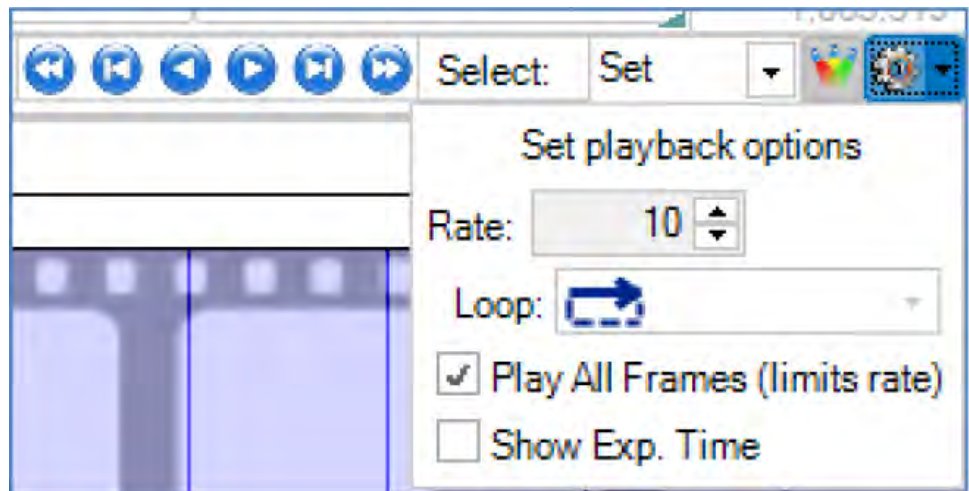 Select: Set
Set playback options
Rate: 10
Loop:
Play All Frames (limits rate)
Show Exp. Time